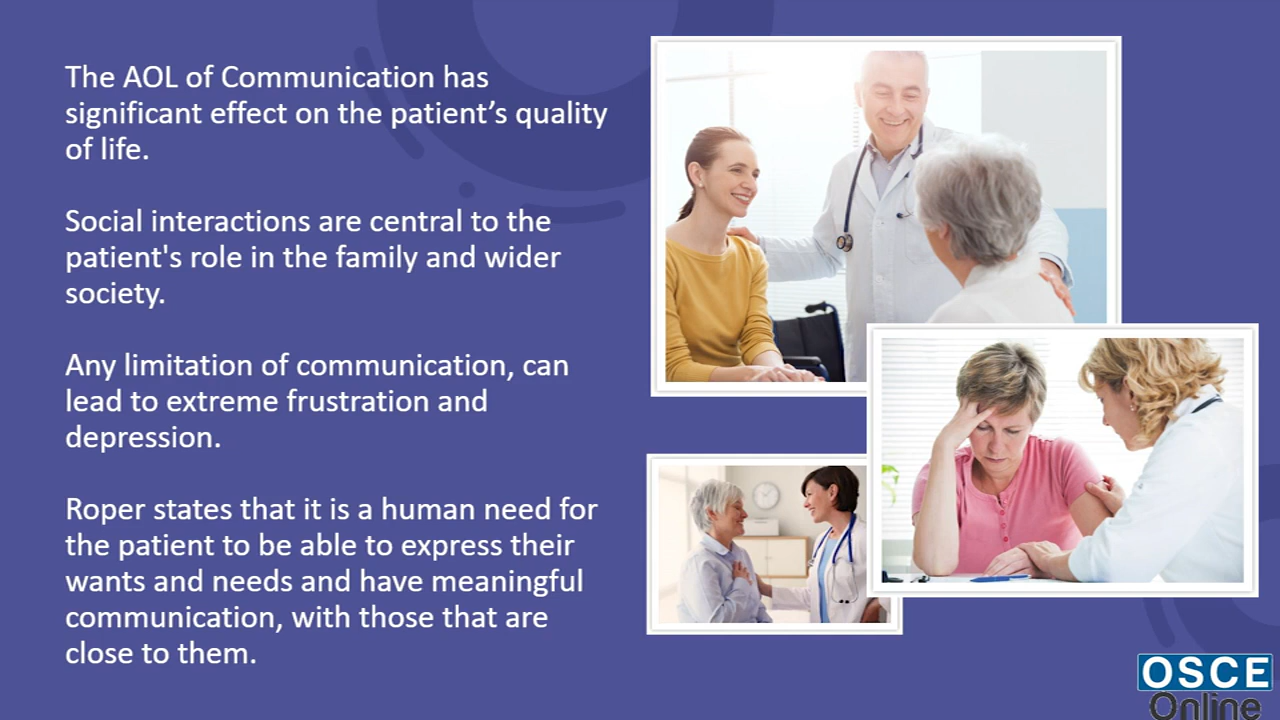 The AOL of Communication has
significant effect on the patient’s quality
of life.
Social interactions are central to the
patient's role in the family and wider
society.
Any limitation of communication, can
lead to extreme frustration and
depression.
Roper states that it is a human need for
the patient to be able to express their
wants and needs and have meaningful
communication, with those that are
close to them.
OSCE
Online